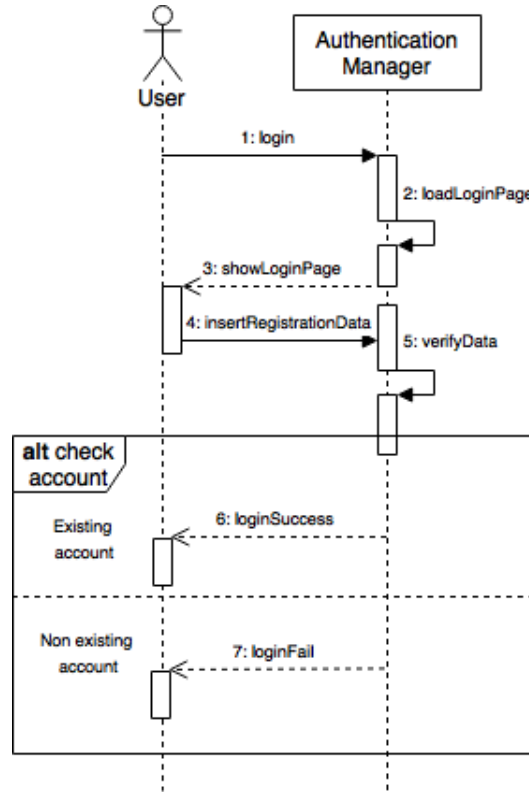 User
Authentication
Manager
1: login
2: loadLoginPage
3: showLoginPage
4: insertRegistrationData
5: verifyData
alt check
account
6: loginSuccess
Existing
account
7: loginFail
Non existing
account